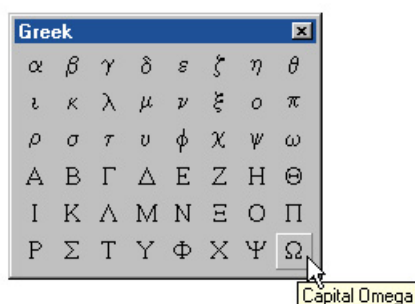 Greek
α β γ δ ε ζ η θ
ι κ λ μ ν ξ ο π
ρ σ τ υ φ χ ψ ω
Α Β Γ Δ Ε Ζ Η Θ
Ι Κ Λ Μ Ν Ξ Ο Π
Ρ Σ Τ Υ Φ Χ Ψ Ω
Capital Omega